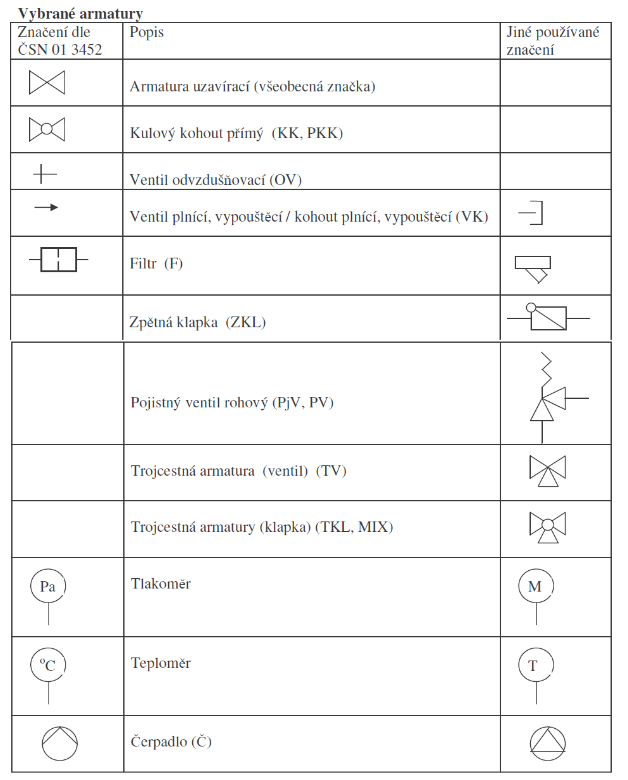 Vybrané armatury
Značení dle ČSN 01 3452
Popis
Jiné používané značení
Armatura uzavírací (všeobecná značka)
Kulový kohout přímý (KK, PKK)
Ventil odvzdušňovací (OV)
Ventil plnící, vypouštěcí / kohout plnící, vypouštěcí (VK)
Filtr (F)
Zpětná klapka (ZKL)
Pojistný ventil rohový (PjV, PV)
Trojcestná armatura (ventil) (TV)
Trojcestná armatury (klapka) (TKL, MIX)
Pa
Tlakoměr
M
ºC
Teploměr
T
Čerpadlo (Č)